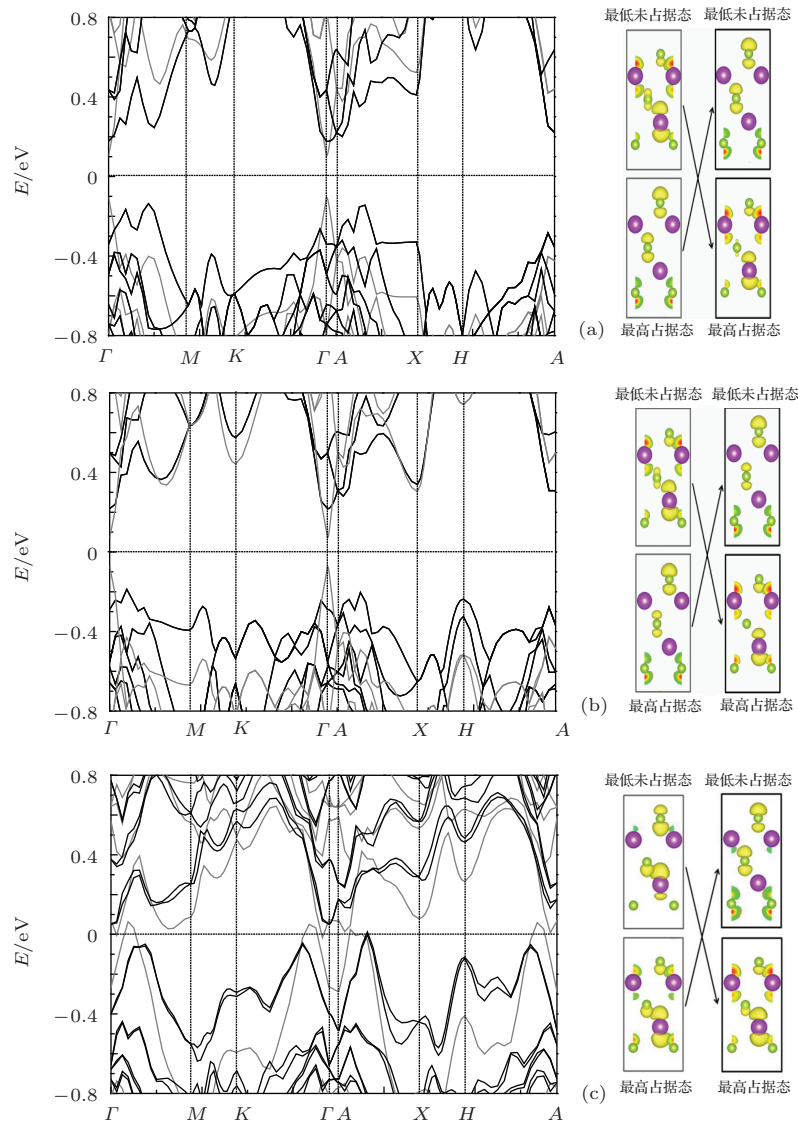 0.8
0.4
0
−0.4
−0.8
E/eV
Γ M K Γ A X H A
最低未占据态 最低未占据态
最高占据态 最高占据态
(a)
0.8
0.4
0
−0.4
−0.8
E/eV
Γ M K Γ A X H A
最低未占据态 最低未占据态
最高占据态 最高占据态
(b)
0.8
0.4
0
−0.4
−0.8
E/eV
Γ M K Γ A X H A
最低未占据态 最低未占据态
最高占据态 最高占据态
(c)